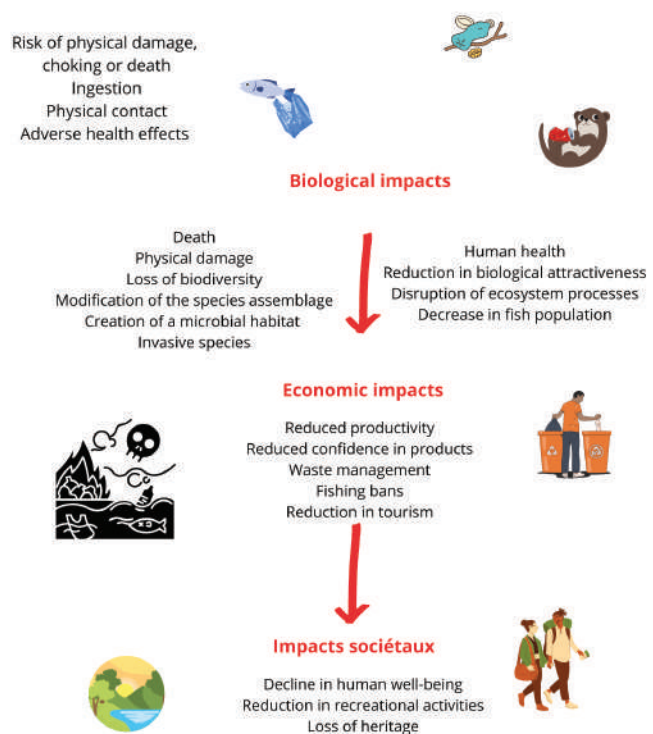 Risk of physical damage,
choking or death
Ingestion
Physical contact
Adverse health effects
Biological impacts
Death
Physical damage
Loss of biodiversity
Modification of the species assemblage
Creation of a microbial habitat
Invasive species
Human health
Reduction in biological attractiveness
Disruption of ecosystem processes
Decrease in fish population
Economic impacts
Reduced productivity
Reduced confidence in products
Waste management
Fishing bans
Reduction in tourism
Impacts sociétaux
Decline in human well-being
Reduction in recreational activities
Loss of heritage